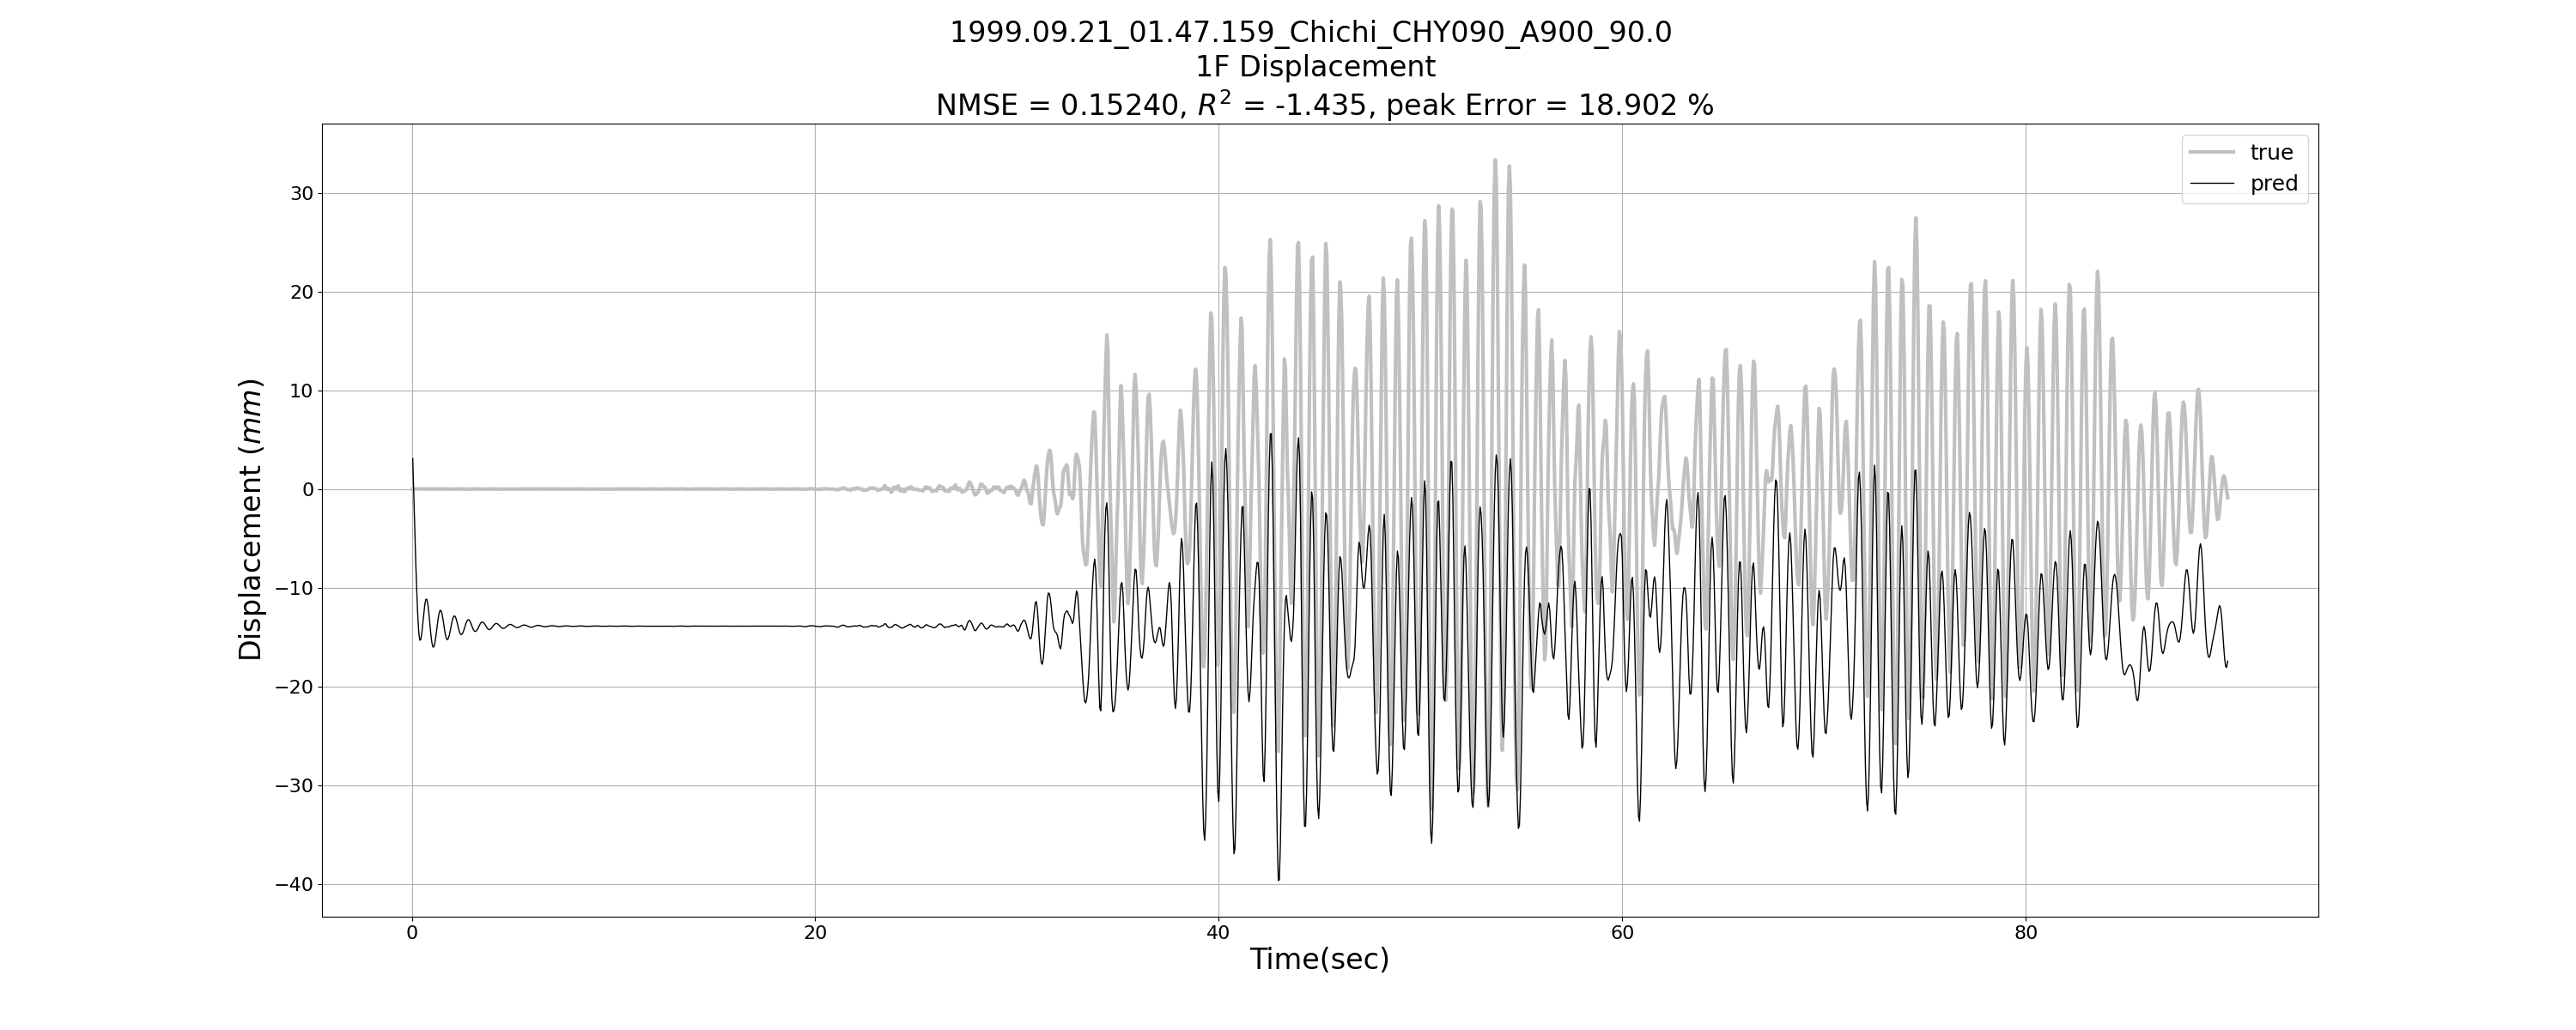 1999.09.21_01.47.159_Chichi_CHY090_A900_90.0
1F Displacement
NMSE = 0.15240, R² = -1.435, peak Error = 18.902 %
true
pred
Displacement (mm)
30
20
10
0
−10
−20
−30
−40
0 20 40 60 80
Time(sec)